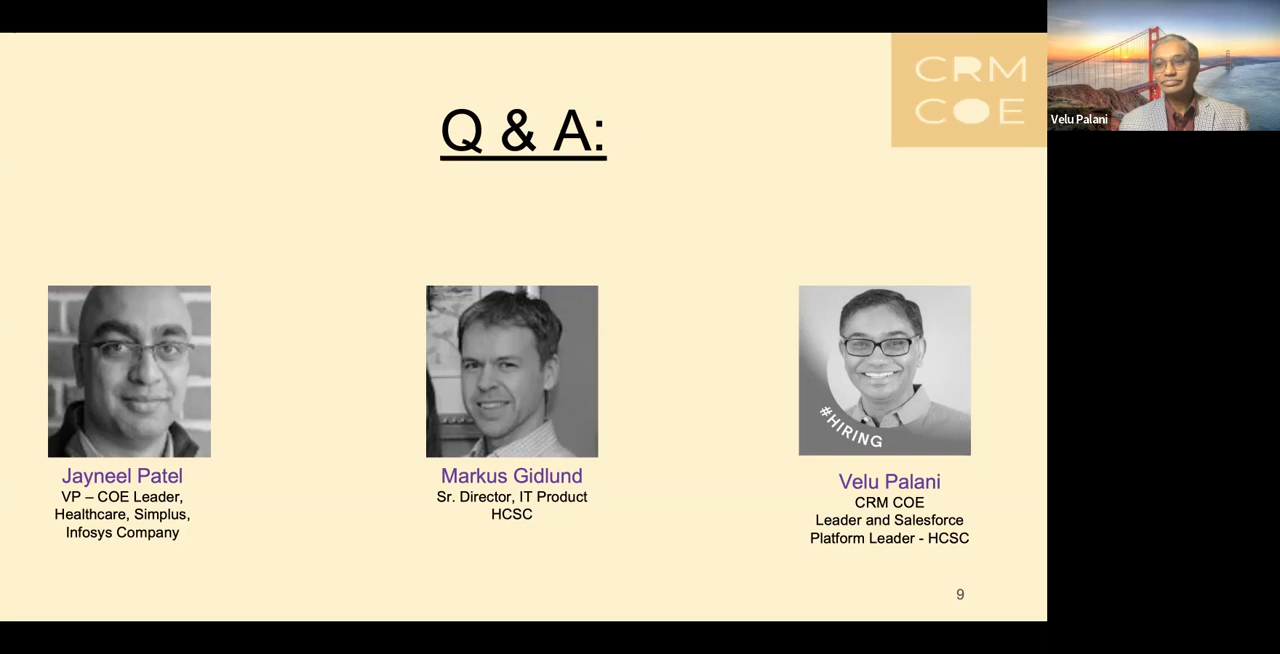 CRM
COE
Velu Palani
Q & A:
#HIRING
Jayneel Patel
VP – COE Leader,
Healthcare, Simplus,
Infosys Company
Markus Gidlund
Sr. Director, IT Product
HCSC
Velu Palani
CRM COE
Leader and Salesforce
Platform Leader - HCSC
9